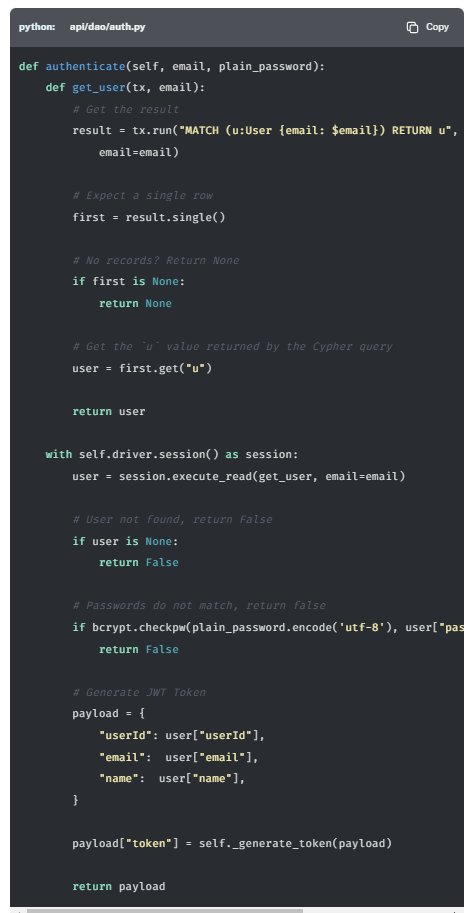 python: api/dao/auth.py Copy
def authenticate(self, email, plain_password):
    def get_user(tx, email):
        # Get the result
        result = tx.run("MATCH (u:User {email: $email}) RETURN u",
            email=email)

        # Expect a single row
        first = result.single()

        # No records? Return None
        if first is None:
            return None

        # Get the `u` value returned by the Cypher query
        user = first.get("u")

        return user

    with self.driver.session() as session:
        user = session.execute_read(get_user, email=email)

        # User not found, return False
        if user is None:
            return False

        # Passwords do not match, return false
        if bcrypt.checkpw(plain_password.encode('utf-8'), user["pas
            return False

        # Generate JWT Token
        payload = {
            "userId": user["userId"],
            "email":  user["email"],
            "name":  user["name"],
        }

        payload["token"] = self._generate_token(payload)

        return payload